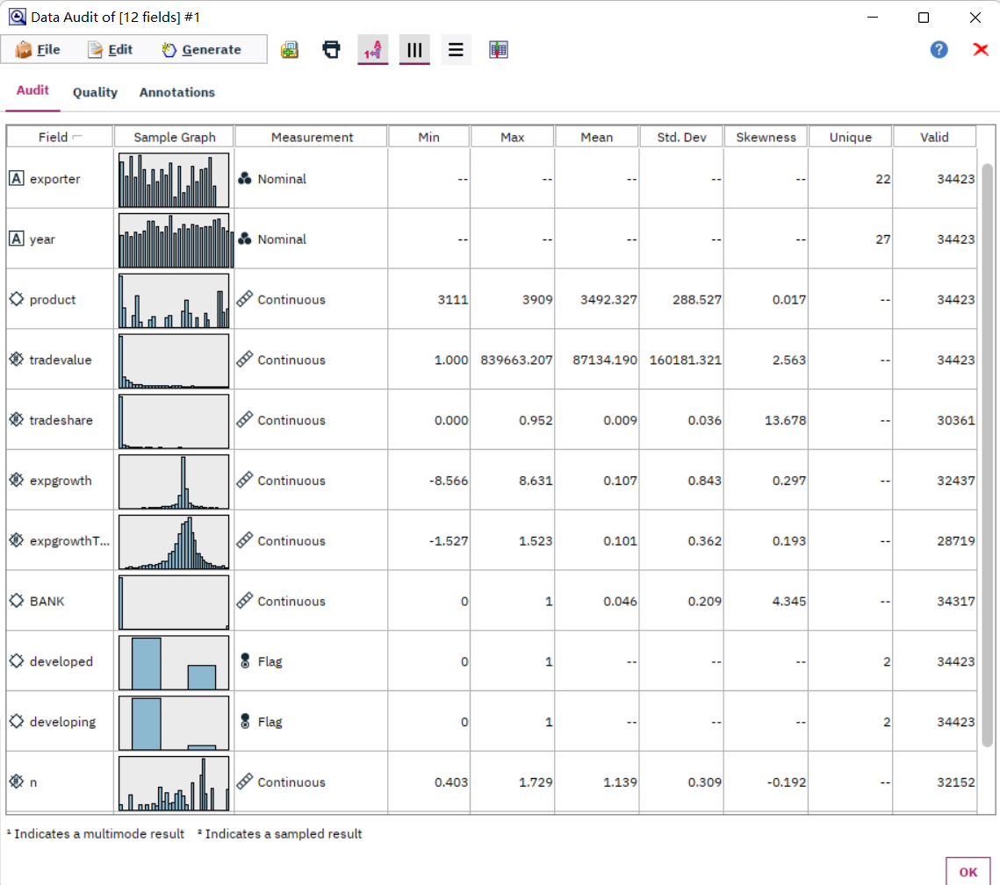 Data Audit of [12 fields] #1
File Edit Generate
Audit Quality Annotations
Field Sample Graph Measurement Min Max Mean Std. Dev Skewness Unique Valid
A exporter Nominal -- -- -- -- -- 22 34423
A year Nominal -- -- -- -- -- 27 34423
product Continuous 3111 3909 3492.327 288.527 0.017 -- 34423
tradevalue Continuous 1.000 839663.207 87134.190 160181.321 2.563 -- 34423
tradeshare Continuous 0.000 0.952 0.009 0.036 13.678 -- 30361
expgrowth Continuous -8.566 8.631 0.107 0.843 0.297 -- 32437
expgrowthT... Continuous -1.527 1.523 0.101 0.362 0.193 -- 28719
BANK Continuous 0 1 0.046 0.209 4.345 -- 34317
developed Flag 0 1 -- -- -- 2 34423
developing Flag 0 1 -- -- -- 2 34423
n Continuous 0.403 1.729 1.139 0.309 -0.192 -- 32152
¹ Indicates a multimode result ² Indicates a sampled result
OK